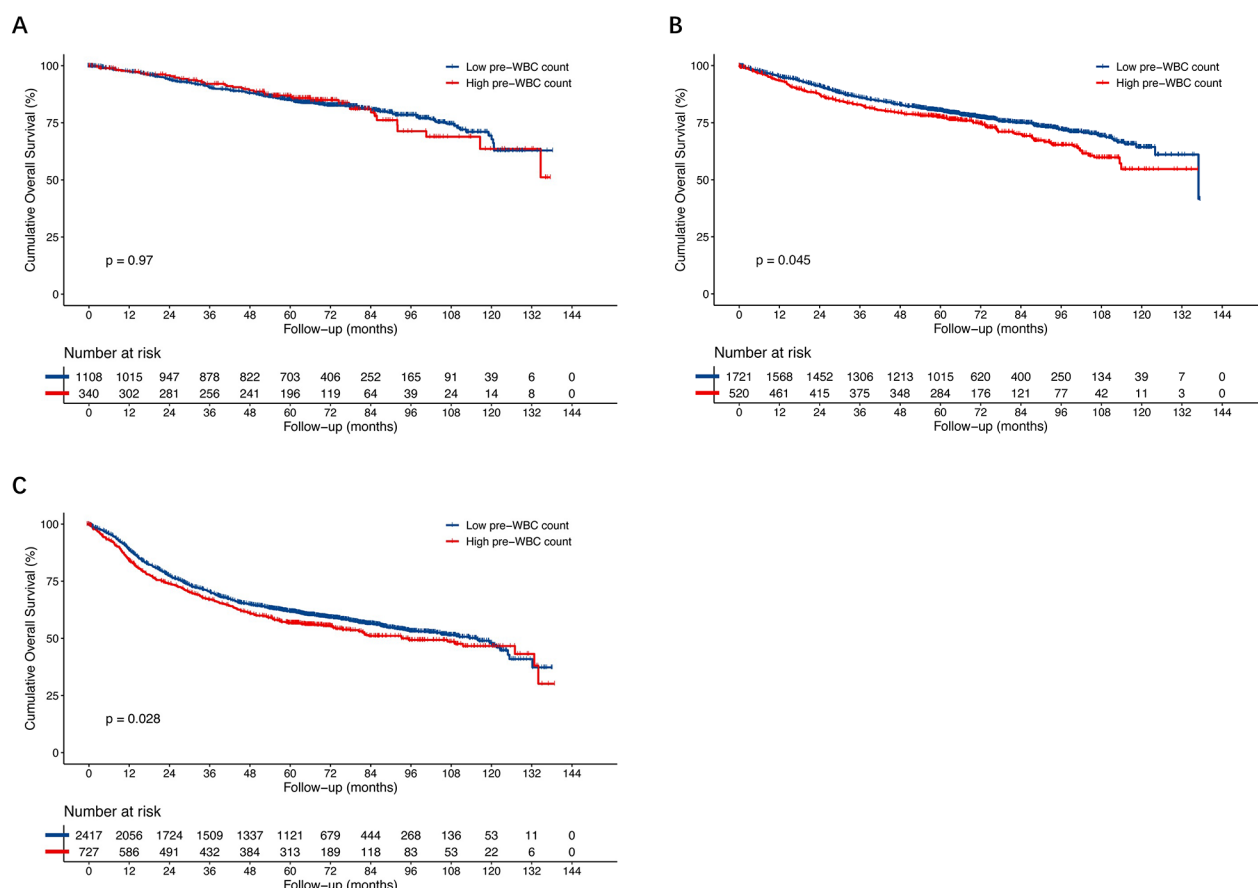 A
Cumulative Overall Survival (%)
100
75
50
25
0
Low pre-WBC count
High pre-WBC count
p = 0.97
0 12 24 36 48 60 72 84 96 108 120 132 144
Follow-up (months)
Number at risk
1108 1015 947 878 822 703 406 252 165 91 39 6 0
340 302 281 256 241 196 119 64 39 24 14 8 0
0 12 24 36 48 60 72 84 96 108 120 132 144
Follow-up (months)
B
Cumulative Overall Survival (%)
100
75
50
25
0
Low pre-WBC count
High pre-WBC count
p = 0.045
0 12 24 36 48 60 72 84 96 108 120 132 144
Follow-up (months)
Number at risk
1721 1568 1452 1306 1213 1015 620 400 250 134 39 7 0
520 461 415 375 348 284 176 121 77 42 11 3 0
0 12 24 36 48 60 72 84 96 108 120 132 144
Follow-up (months)
C
Cumulative Overall Survival (%)
100
75
50
25
0
Low pre-WBC count
High pre-WBC count
p = 0.028
0 12 24 36 48 60 72 84 96 108 120 132 144
Follow-up (months)
Number at risk
2417 2056 1724 1509 1337 1121 679 444 268 136 53 11 0
727 586 491 432 384 313 189 118 83 53 22 6 0
0 12 24 36 48 60 72 84 96 108 120 132 144
Follow-up (months)